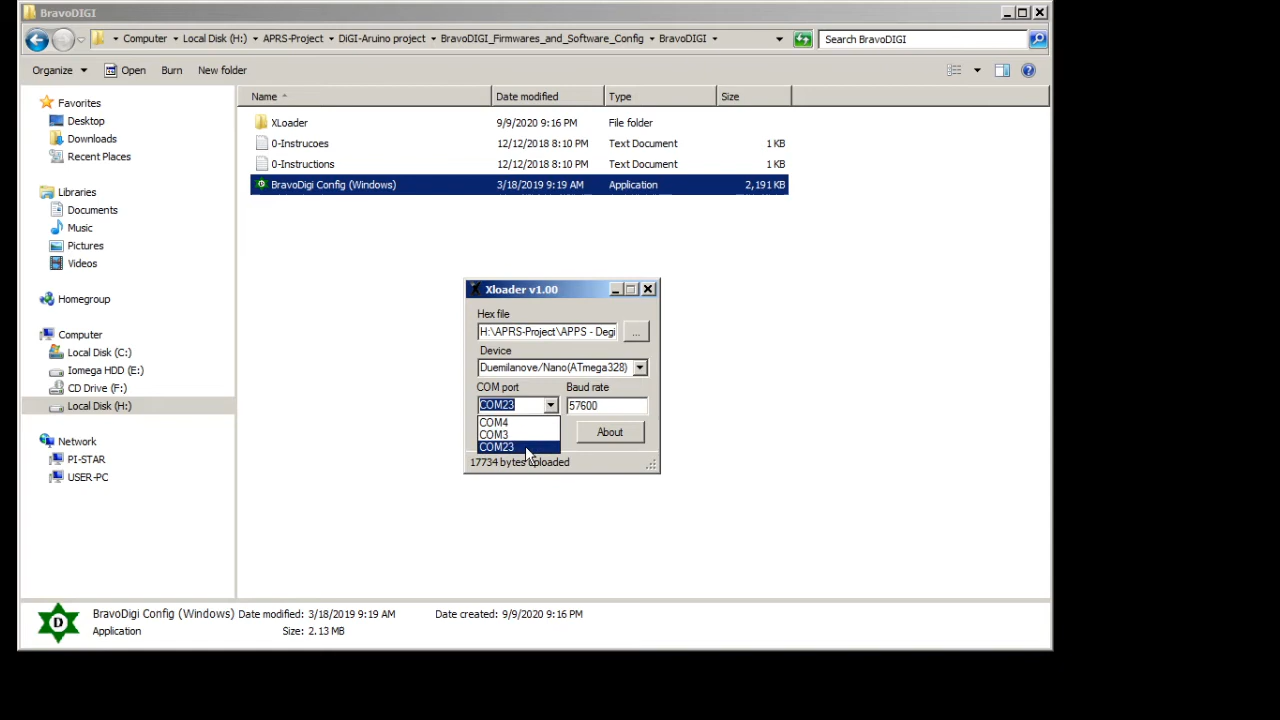 BravoDIGI
Computer ▾ Local Disk (H:) ▾ APRS-Project ▾ DiGI-Aruino project ▾ BravoDIGI_Firmwares_and_Software_Config ▾ BravoDIGI ▾
Search BravoDIGI
Organize ▾ Open Burn New folder
Name Date modified Type Size
Favorites
Desktop
Downloads
Recent Places
Libraries
Documents
Music
Pictures
Videos
Homegroup
Computer
Local Disk (C:)
Iomega HDD (E:)
CD Drive (F:)
Local Disk (H:)
Network
PI-STAR
USER-PC
XLoader 9/9/2020 9:16 PM File folder
0-Instrucoes 12/12/2018 8:10 PM Text Document 1 KB
0-Instructions 12/12/2018 8:10 PM Text Document 1 KB
BravoDigi Config (Windows) 3/18/2019 9:19 AM Application 2,191 KB
Xloader v1.00
Hex file
H:\APRS-Project\APPS - Degi
...
Device
Duemilanove/Nano(ATmega328)
COM port Baud rate
COM23 57600
COM4
COM3
COM23
About
17734 bytes uploaded
D
BravoDigi Config (Windows) Date modified: 3/18/2019 9:19 AM Date created: 9/9/2020 9:16 PM
Application Size: 2.13 MB